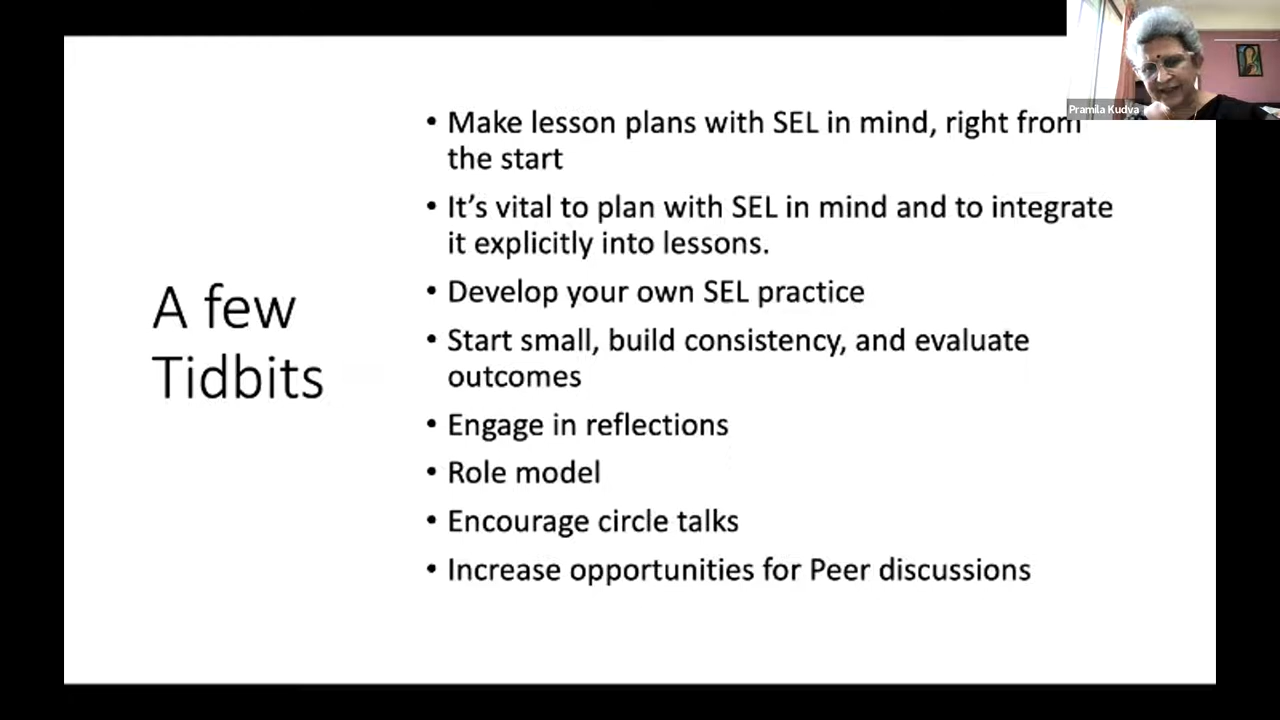 Pramila Kudva
A few
Tidbits
• Make lesson plans with SEL in mind, right from
the start
• It’s vital to plan with SEL in mind and to integrate
it explicitly into lessons.
• Develop your own SEL practice
• Start small, build consistency, and evaluate
outcomes
• Engage in reflections
• Role model
• Encourage circle talks
• Increase opportunities for Peer discussions